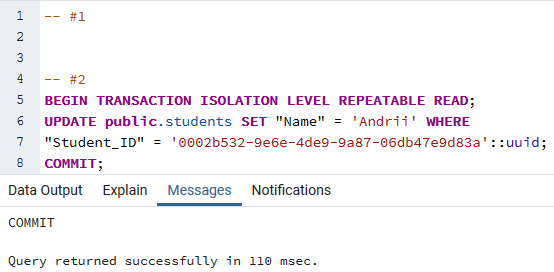 1 -- #1
2
3
4 -- #2
5 BEGIN TRANSACTION ISOLATION LEVEL REPEATABLE READ;
6 UPDATE public.students SET "Name" = 'Andrii' WHERE
7 "Student_ID" = '0002b532-9e6e-4de9-9a87-06db47e9d83a'::uuid;
8 COMMIT;
Data Output Explain Messages Notifications
COMMIT
Query returned successfully in 110 msec.